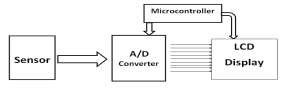 Microcontroller
Sensor
A/D
Converter
LCD
Display